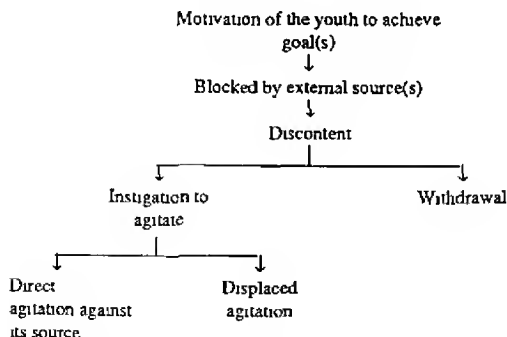 Motivation of the youth to achieve
goal(s)
Blocked by external source(s)
Discontent
Instigation to
agitate
Withdrawal
Direct
agitation against
its source.
Displaced
agitation